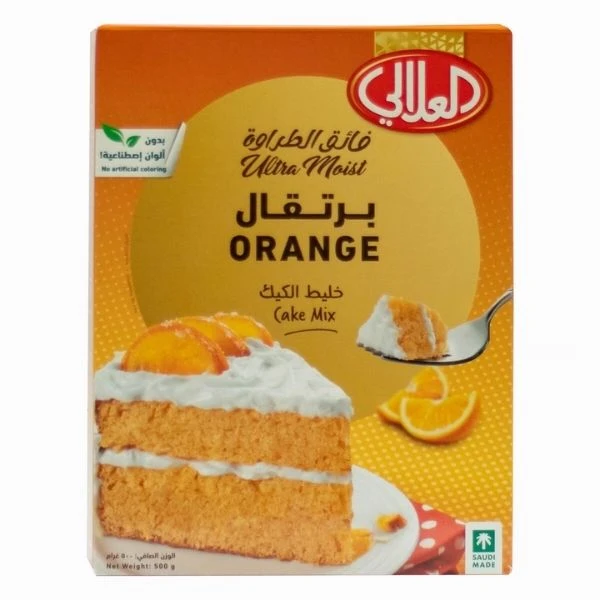 العلالي
بدون
ألوان إصطناعية!
No artificial coloring
فائق الطراوة
Ultra Moist
برتقال
ORANGE
خليط الكيك
Cake Mix
الوزن الصافي: ٥٠٠ غرام
Net Weight: 500 g
SAUDI
MADE